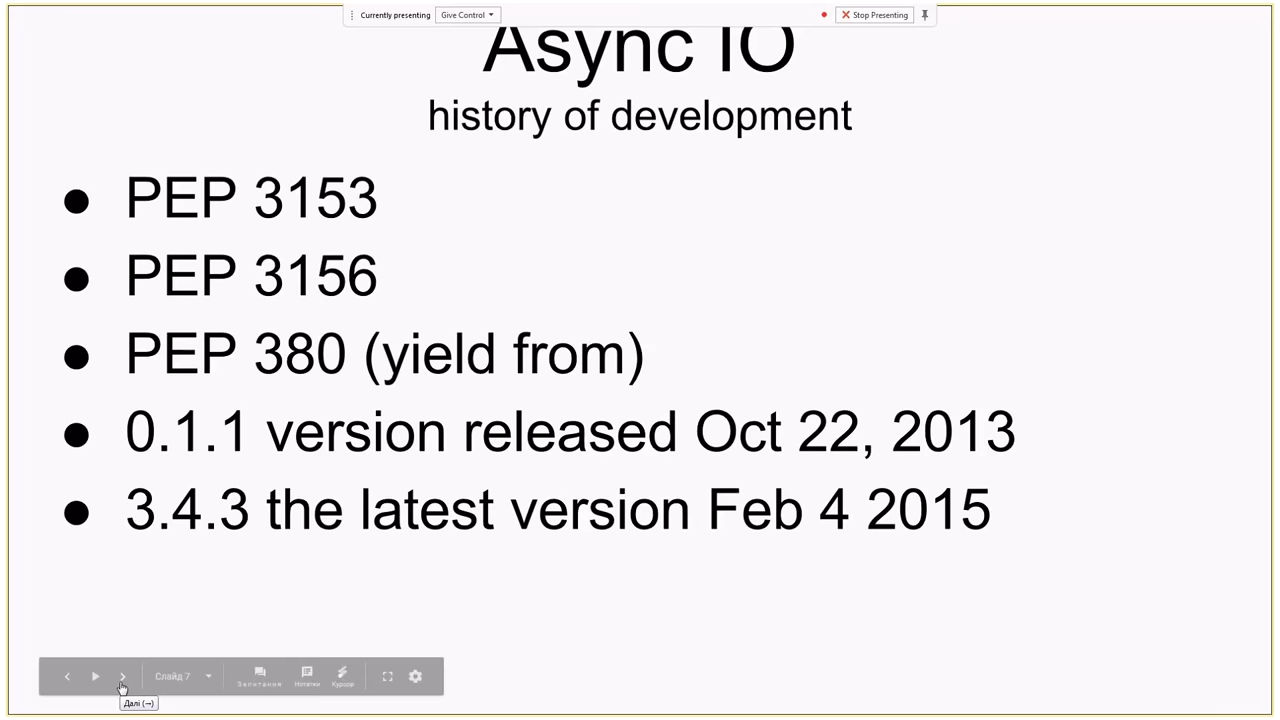 Currently presenting Give Control Stop Presenting
Async IO
history of development
● PEP 3153
● PEP 3156
● PEP 380 (yield from)
● 0.1.1 version released Oct 22, 2013
● 3.4.3 the latest version Feb 4 2015
Слайд 7 Запитання Нотатки Курсор
Далі (→)